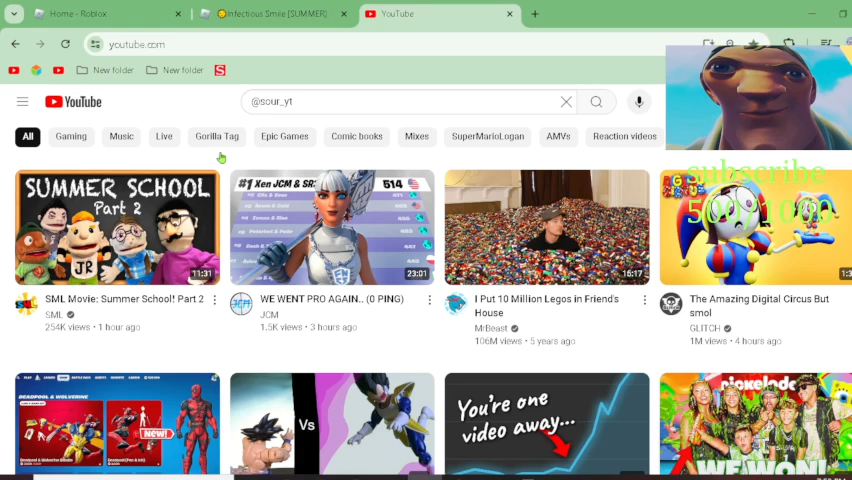 Home - Roblox
Infectious Smile [SUMMER]
YouTube
youtube.com
New folder
New folder
S
YouTube
@sour_yt
All
Gaming
Music
Live
Gorilla Tag
Epic Games
Comic books
Mixes
SuperMarioLogan
AMVs
Reaction videos
subscribe
500/1000
SUMMER SCHOOL
Part 2
JR
11:31
#1 Xen JCM & SR
514
23:01
16:17
SML Movie: Summer School! Part 2
SML
254K views • 1 hour ago
WE WENT PRO AGAIN.. (0 PING)
JCM
1.5K views • 3 hours ago
I Put 10 Million Legos in Friend's
House
MrBeast
106M views • 5 years ago
The Amazing Digital Circus But
smol
GLITCH
1M views • 4 hours ago
DEADPOOL & WOLVERINE
New!
Vs
You're one
video away...
nickelodeon
WE WON!